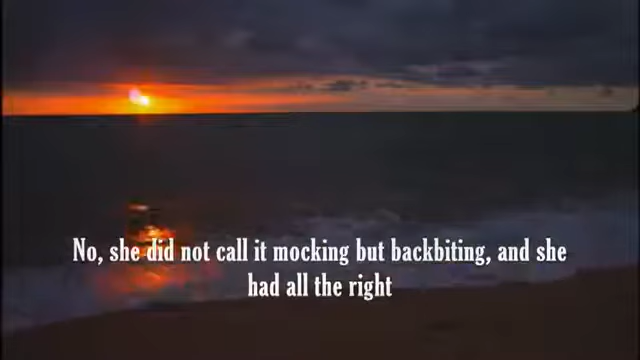 No, she did not call it mocking but backbiting, and she
had all the right